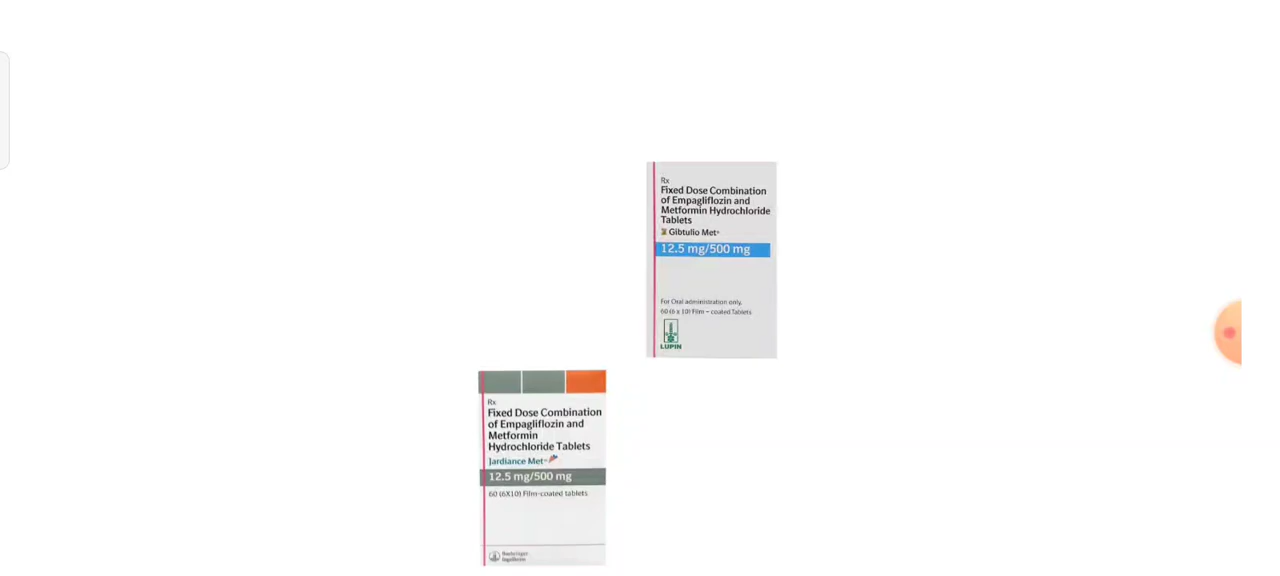 Rx
Fixed Dose Combination
of Empagliflozin and
Metformin Hydrochloride
Tablets
Gibtulio Met
12.5 mg/500 mg
For Oral administration only.
60 (6 x 10) Film - coated Tablets
LUPIN
Rx
Fixed Dose Combination
of Empagliflozin and
Metformin
Hydrochloride Tablets
Jardiance Met
12.5 mg/500 mg
60 (6X10) Film-coated tablets
Boehringer
Ingelheim